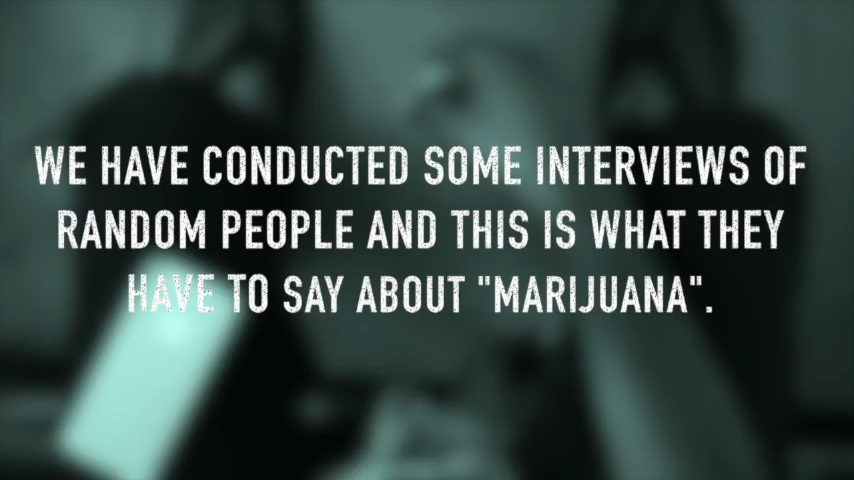 WE HAVE CONDUCTED SOME INTERVIEWS OF
RANDOM PEOPLE AND THIS IS WHAT THEY
HAVE TO SAY ABOUT "MARIJUANA".